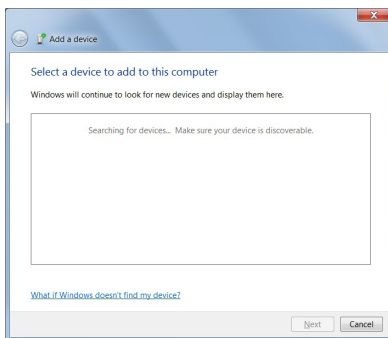 Add a device
Select a device to add to this computer
Windows will continue to look for new devices and display them here.
Searching for devices... Make sure your device is discoverable.
What if Windows doesn't find my device?
Next Cancel